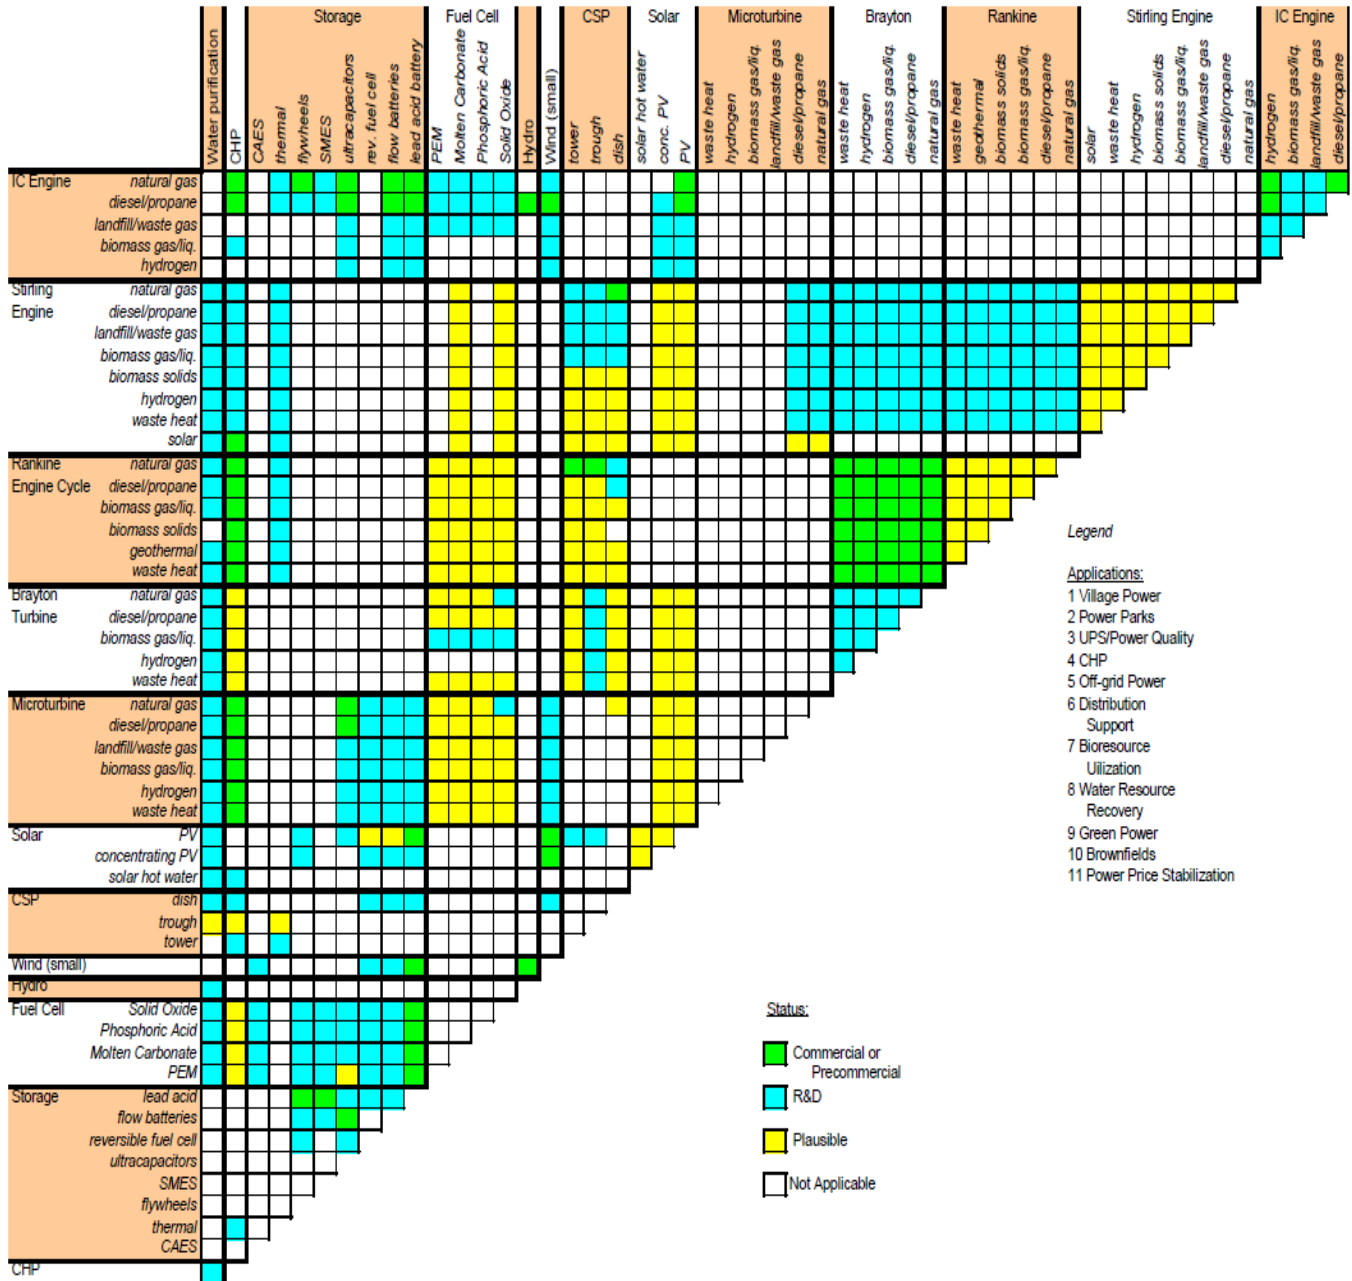 Storage
Fuel Cell
CSP
Solar
Microturbine
Brayton
Rankine
Stirling Engine
IC Engine
Water purification
CHP
CAES
thermal
flywheels
SMES
ultracapacitors
rev. fuel cell
flow batteries
lead acid battery
PEM
Molten Carbonate
Phosphoric Acid
Solid Oxide
Hydro
Wind (small)
tower
trough
dish
solar hot water
conc. PV
PV
waste heat
hydrogen
biomass gas/liq.
landfill/waste gas
diesel/propane
natural gas
waste heat
hydrogen
biomass gas/liq.
diesel/propane
natural gas
waste heat
geothermal
biomass solids
biomass gas/liq.
diesel/propane
natural gas
solar
waste heat
hydrogen
biomass solids
biomass gas/liq.
landfill/waste gas
diesel/propane
natural gas
hydrogen
biomass gas/liq.
landfill/waste gas
diesel/propane
IC Engine natural gas
diesel/propane
landfill/waste gas
biomass gas/liq.
hydrogen
Stirling natural gas
Engine diesel/propane
landfill/waste gas
biomass gas/liq.
biomass solids
hydrogen
waste heat
solar
Rankine natural gas
Engine Cycle diesel/propane
biomass gas/liq.
biomass solids
geothermal
waste heat
Brayton natural gas
Turbine diesel/propane
biomass gas/liq.
hydrogen
waste heat
Microturbine natural gas
diesel/propane
landfill/waste gas
biomass gas/liq.
hydrogen
waste heat
Solar PV
concentrating PV
solar hot water
CSP dish
trough
tower
Wind (small)
Hydro
Fuel Cell Solid Oxide
Phosphoric Acid
Molten Carbonate
PEM
Storage lead acid
flow batteries
reversible fuel cell
ultracapacitors
SMES
flywheels
thermal
CAES
CHP
Legend
Applications:
1 Village Power
2 Power Parks
3 UPS/Power Quality
4 CHP
5 Off-grid Power
6 Distribution
Support
7 Bioresource
Uilization
8 Water Resource
Recovery
9 Green Power
10 Brownfields
11 Power Price Stabilization
Status:
Commercial or
Precommercial
R&D
Plausible
Not Applicable